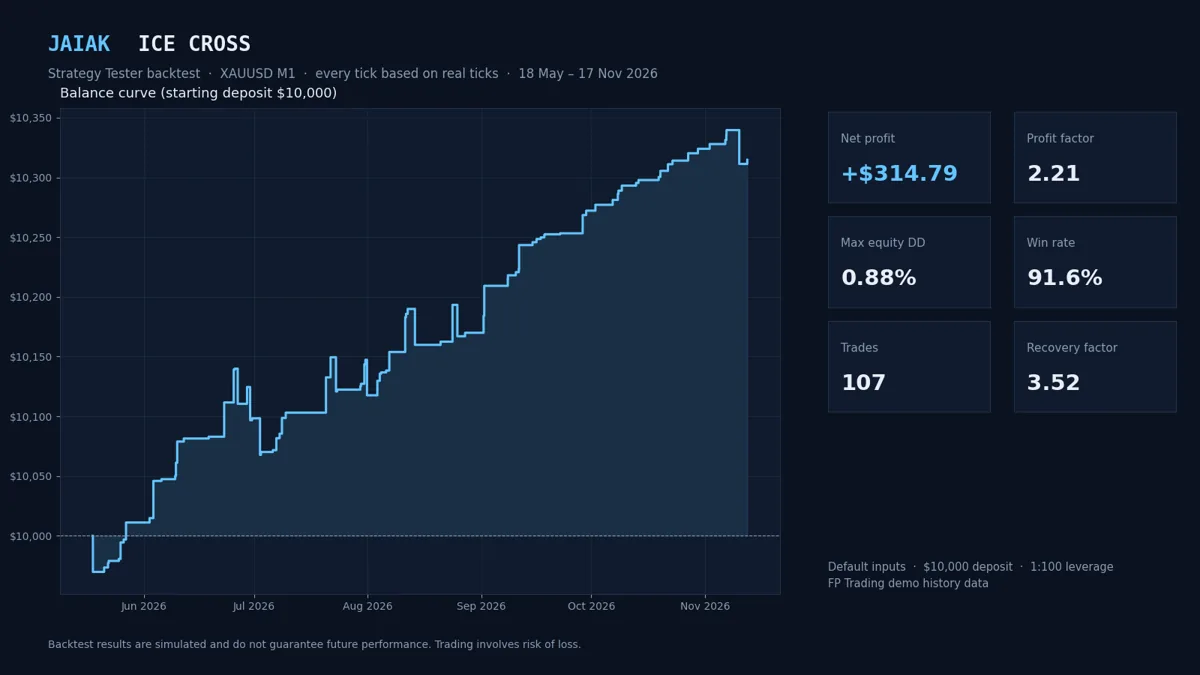 JAIAK ICE CROSS
Strategy Tester backtest · XAUUSD M1 · every tick based on real ticks · 18 May – 17 Nov 2026
Balance curve (starting deposit $10,000)
$10,350
$10,300
$10,250
$10,200
$10,150
$10,100
$10,050
$10,000
Jun 2026 Jul 2026 Aug 2026 Sep 2026 Oct 2026 Nov 2026
Net profit
+$314.79
Profit factor
2.21
Max equity DD
0.88%
Win rate
91.6%
Trades
107
Recovery factor
3.52
Default inputs · $10,000 deposit · 1:100 leverage
FP Trading demo history data
Backtest results are simulated and do not guarantee future performance. Trading involves risk of loss.